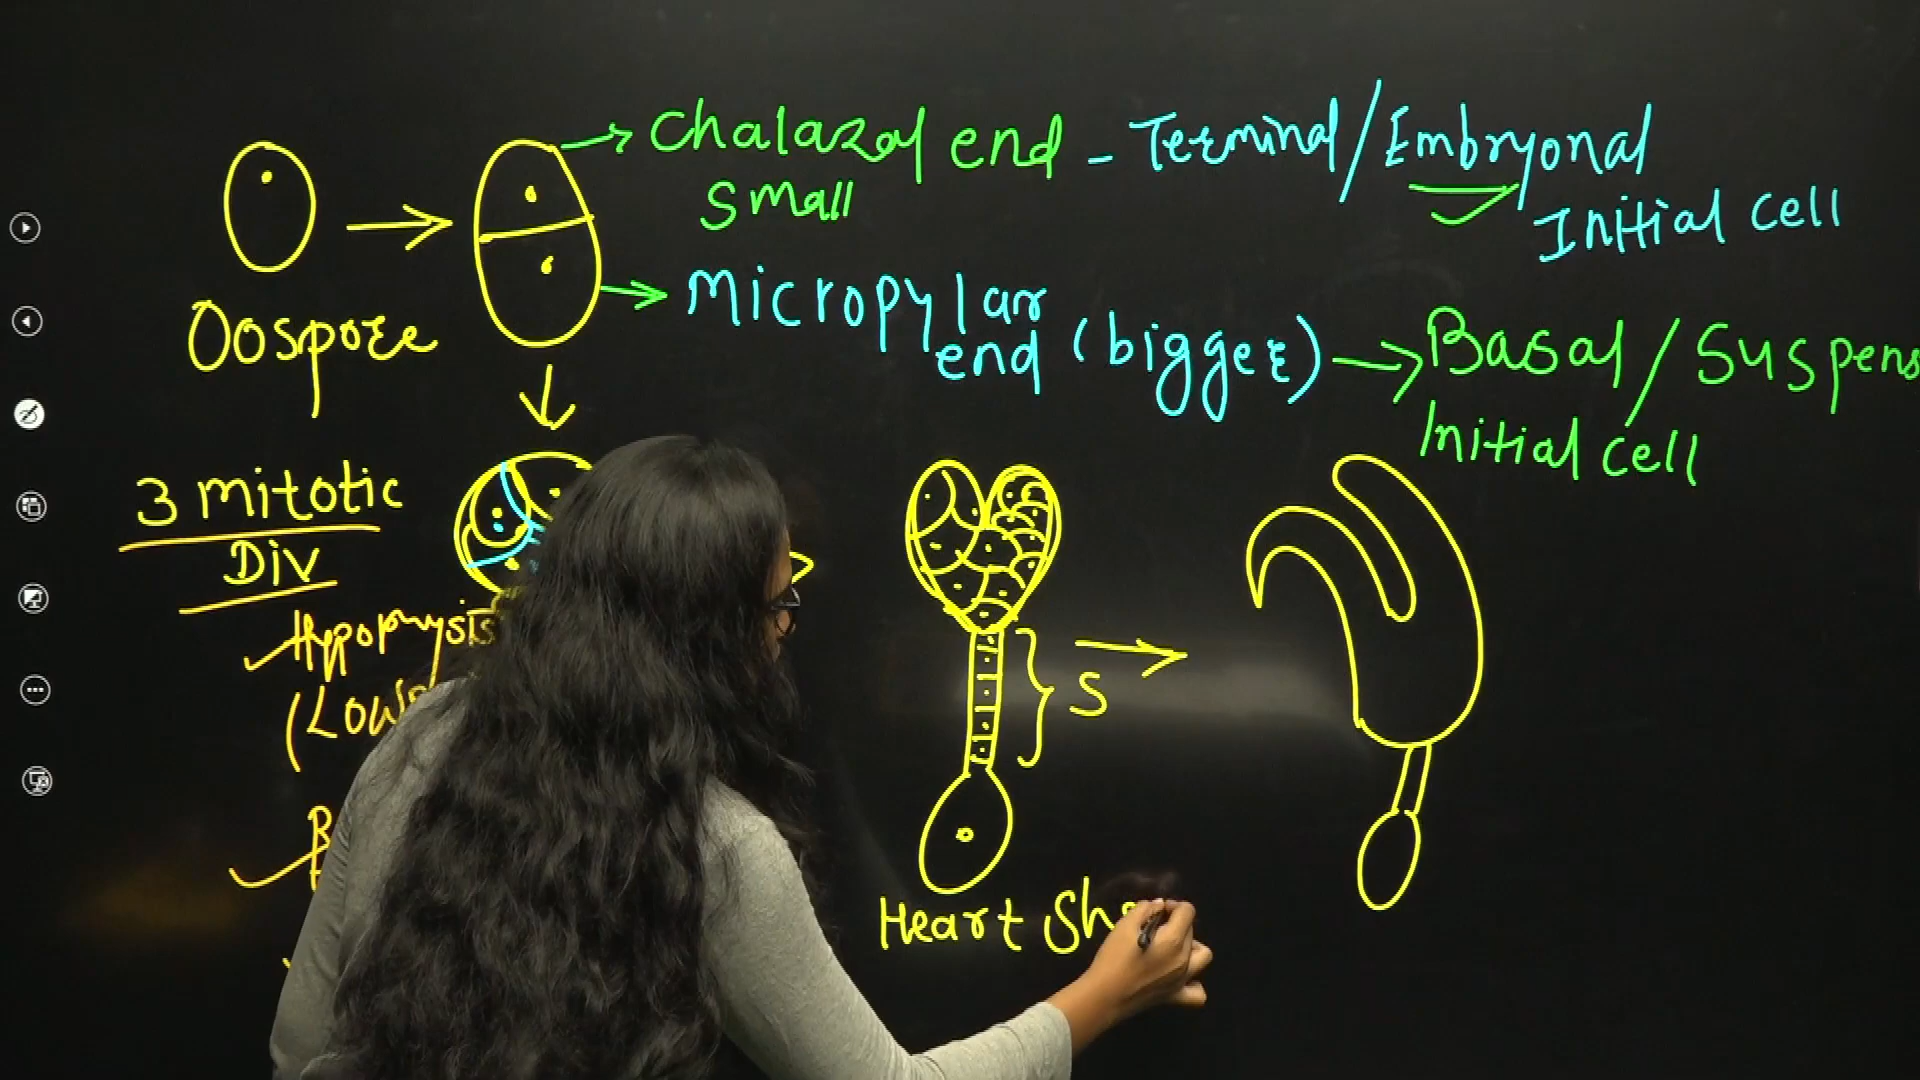 Chalazal end - Terminal/Embryonal
small
Initial cell
Micropylar
end (bigger) → Basal/Suspens
Initial cell
Oospore
3 mitotic
Div
Hypophysis
S
Heart Sh